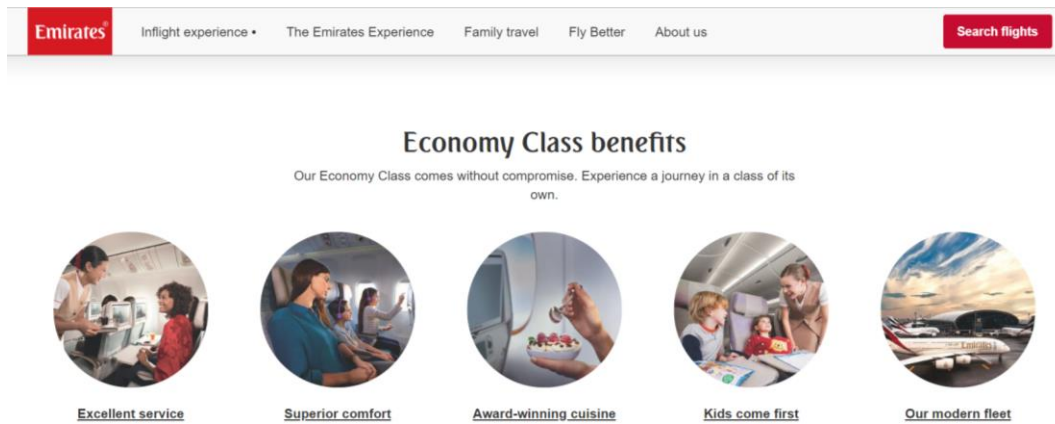 Emirates
Inflight experience •
The Emirates Experience
Family travel
Fly Better
About us
Search flights
Economy Class benefits
Our Economy Class comes without compromise. Experience a journey in a class of its
own.
Emirates
Excellent service
Superior comfort
Award-winning cuisine
Kids come first
Our modern fleet